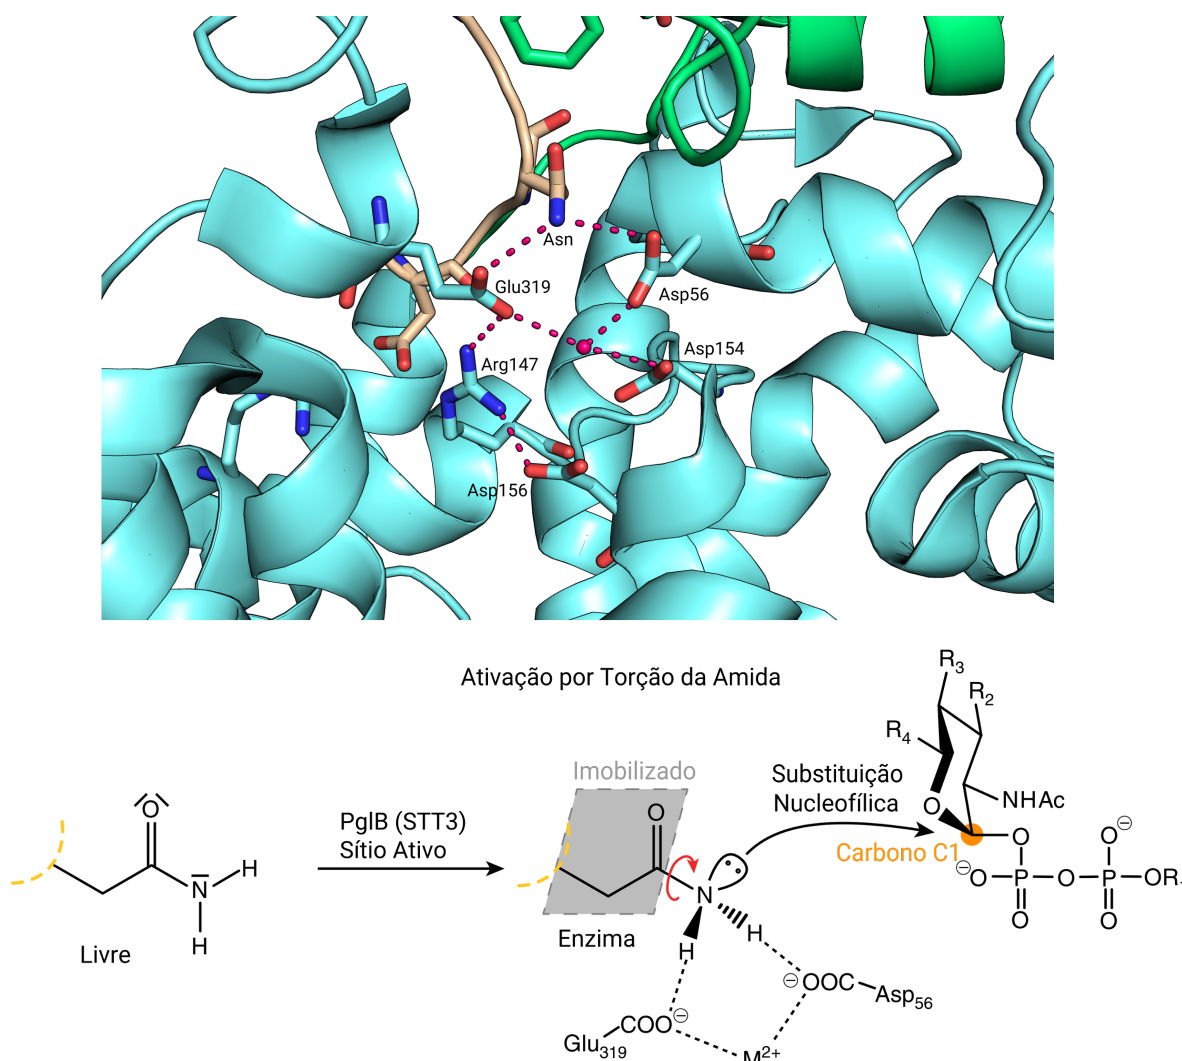 Asn
Glu319
Asp56
Asp154
Arg147
Asp156
Ativação por Torção da Amida
R3
R2
R4
O
NHAc
Carbono C1
O
O⊖
⊖O
P
O
P
OR
O
O
Imobilizado
Substituição
Nucleofílica
PglB (STT3)
Sítio Ativo
O
N
H
H
Livre
O
N
H
H
Enzima
⊖OOC
Asp56
COO⊖
Glu319
M2+